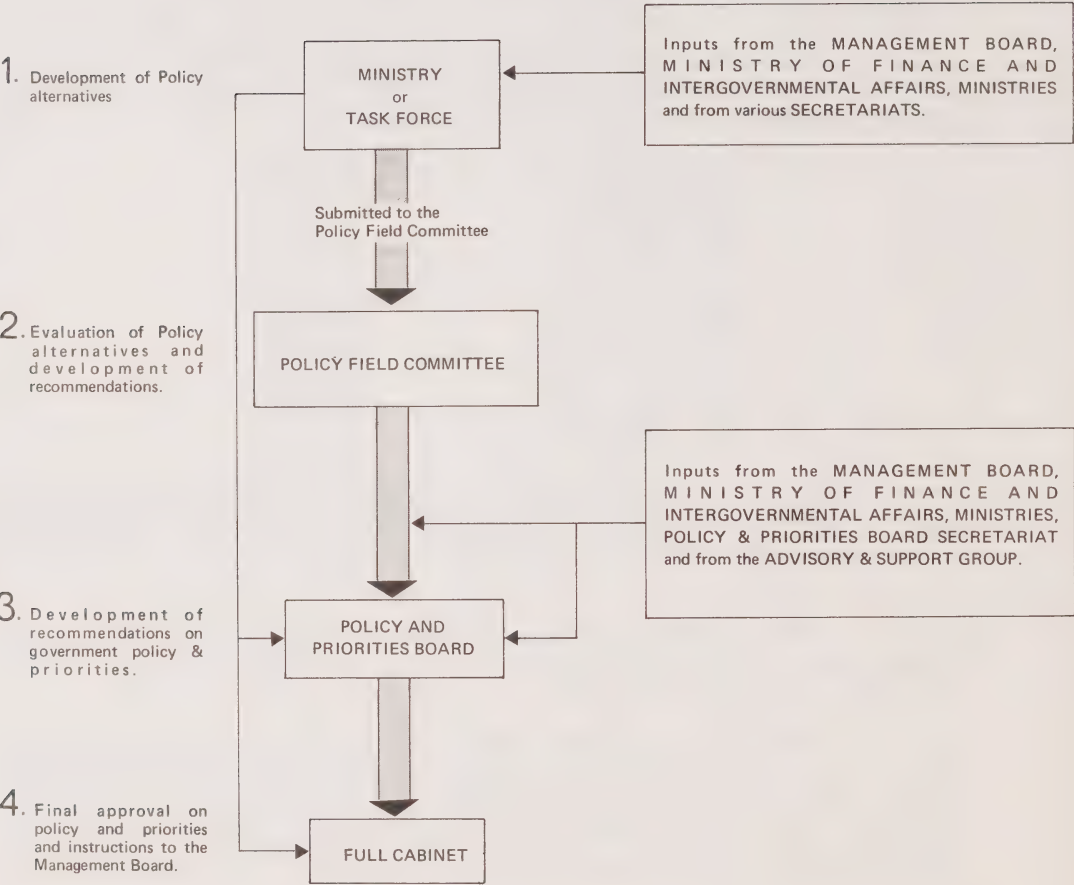 1. Development of Policy
alternatives
MINISTRY
or
TASK FORCE
Inputs from the MANAGEMENT BOARD,
MINISTRY OF FINANCE AND
INTERGOVERNMENTAL AFFAIRS, MINISTRIES
and from various SECRETARIATS.
Submitted to the
Policy Field Committee
2. Evaluation of Policy
alternatives and
development of
recommendations.
POLICY FIELD COMMITTEE
Inputs from the MANAGEMENT BOARD,
MINISTRY OF FINANCE AND
INTERGOVERNMENTAL AFFAIRS, MINISTRIES,
POLICY & PRIORITIES BOARD SECRETARIAT
and from the ADVISORY & SUPPORT GROUP.
3. Development of
recommendations on
government policy &
priorities.
POLICY AND
PRIORITIES BOARD
4. Final approval on
policy and priorities
and instructions to the
Management Board.
FULL CABINET